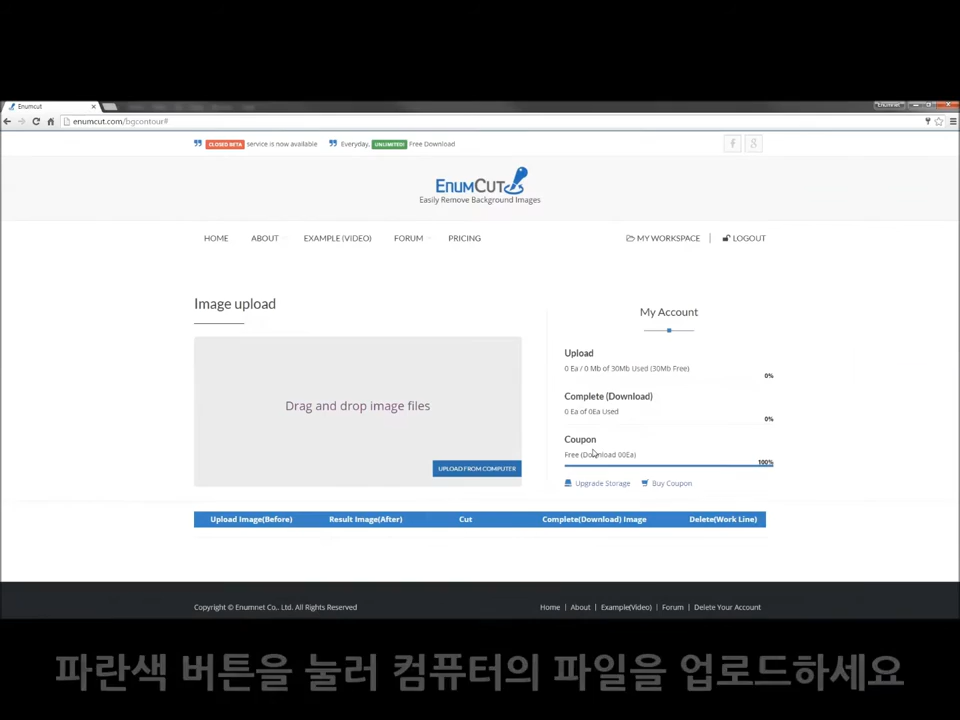 Enumcut
Enumnet
enumcut.com/bgcontour#
CLOSED BETA service is now available
Everyday. UNLIMITED! Free Download
f
g
ENUMCUT
Easily Remove Background Images
HOME ABOUT EXAMPLE (VIDEO) FORUM PRICING MY WORKSPACE | LOGOUT
Image upload
My Account
Drag and drop image files
UPLOAD FROM COMPUTER
Upload
0 Ea / 0 Mb of 30Mb Used (30Mb Free)
0%
Complete (Download)
0 Ea of 0Ea Used
0%
Coupon
Free (Download 00Ea)
100%
Upgrade Storage Buy Coupon
Upload Image(Before) Result Image(After) Cut Complete(Download) Image Delete(Work Line)
Copyright © Enumnet Co.. Ltd. All Rights Reserved
Home | About | Example(Video) | Forum | Delete Your Account
파란색 버튼을 눌러 컴퓨터의 파일을 업로드하세요